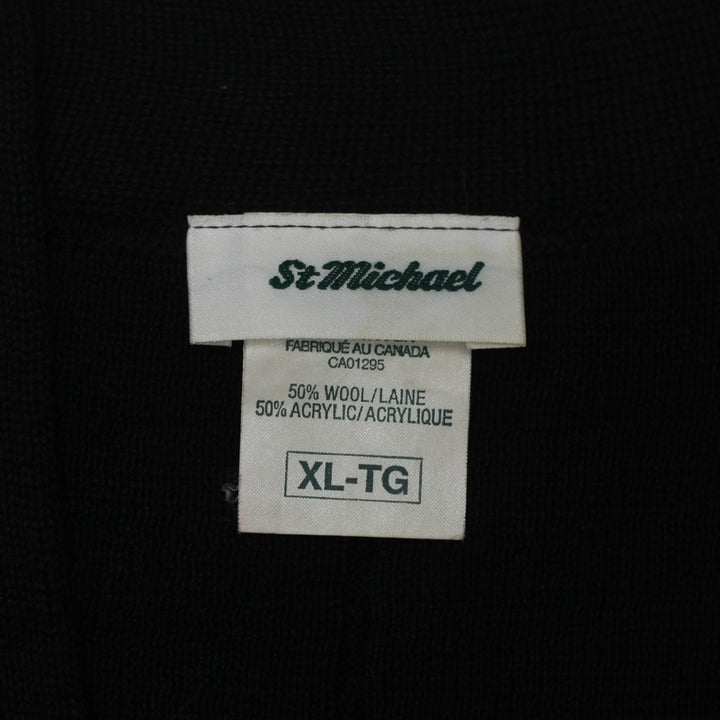 St Michael
FABRIQUÉ AU CANADA
CA01295
50% WOOL/LAINE
50% ACRYLIC/ACRYLIQUE
XL-TG